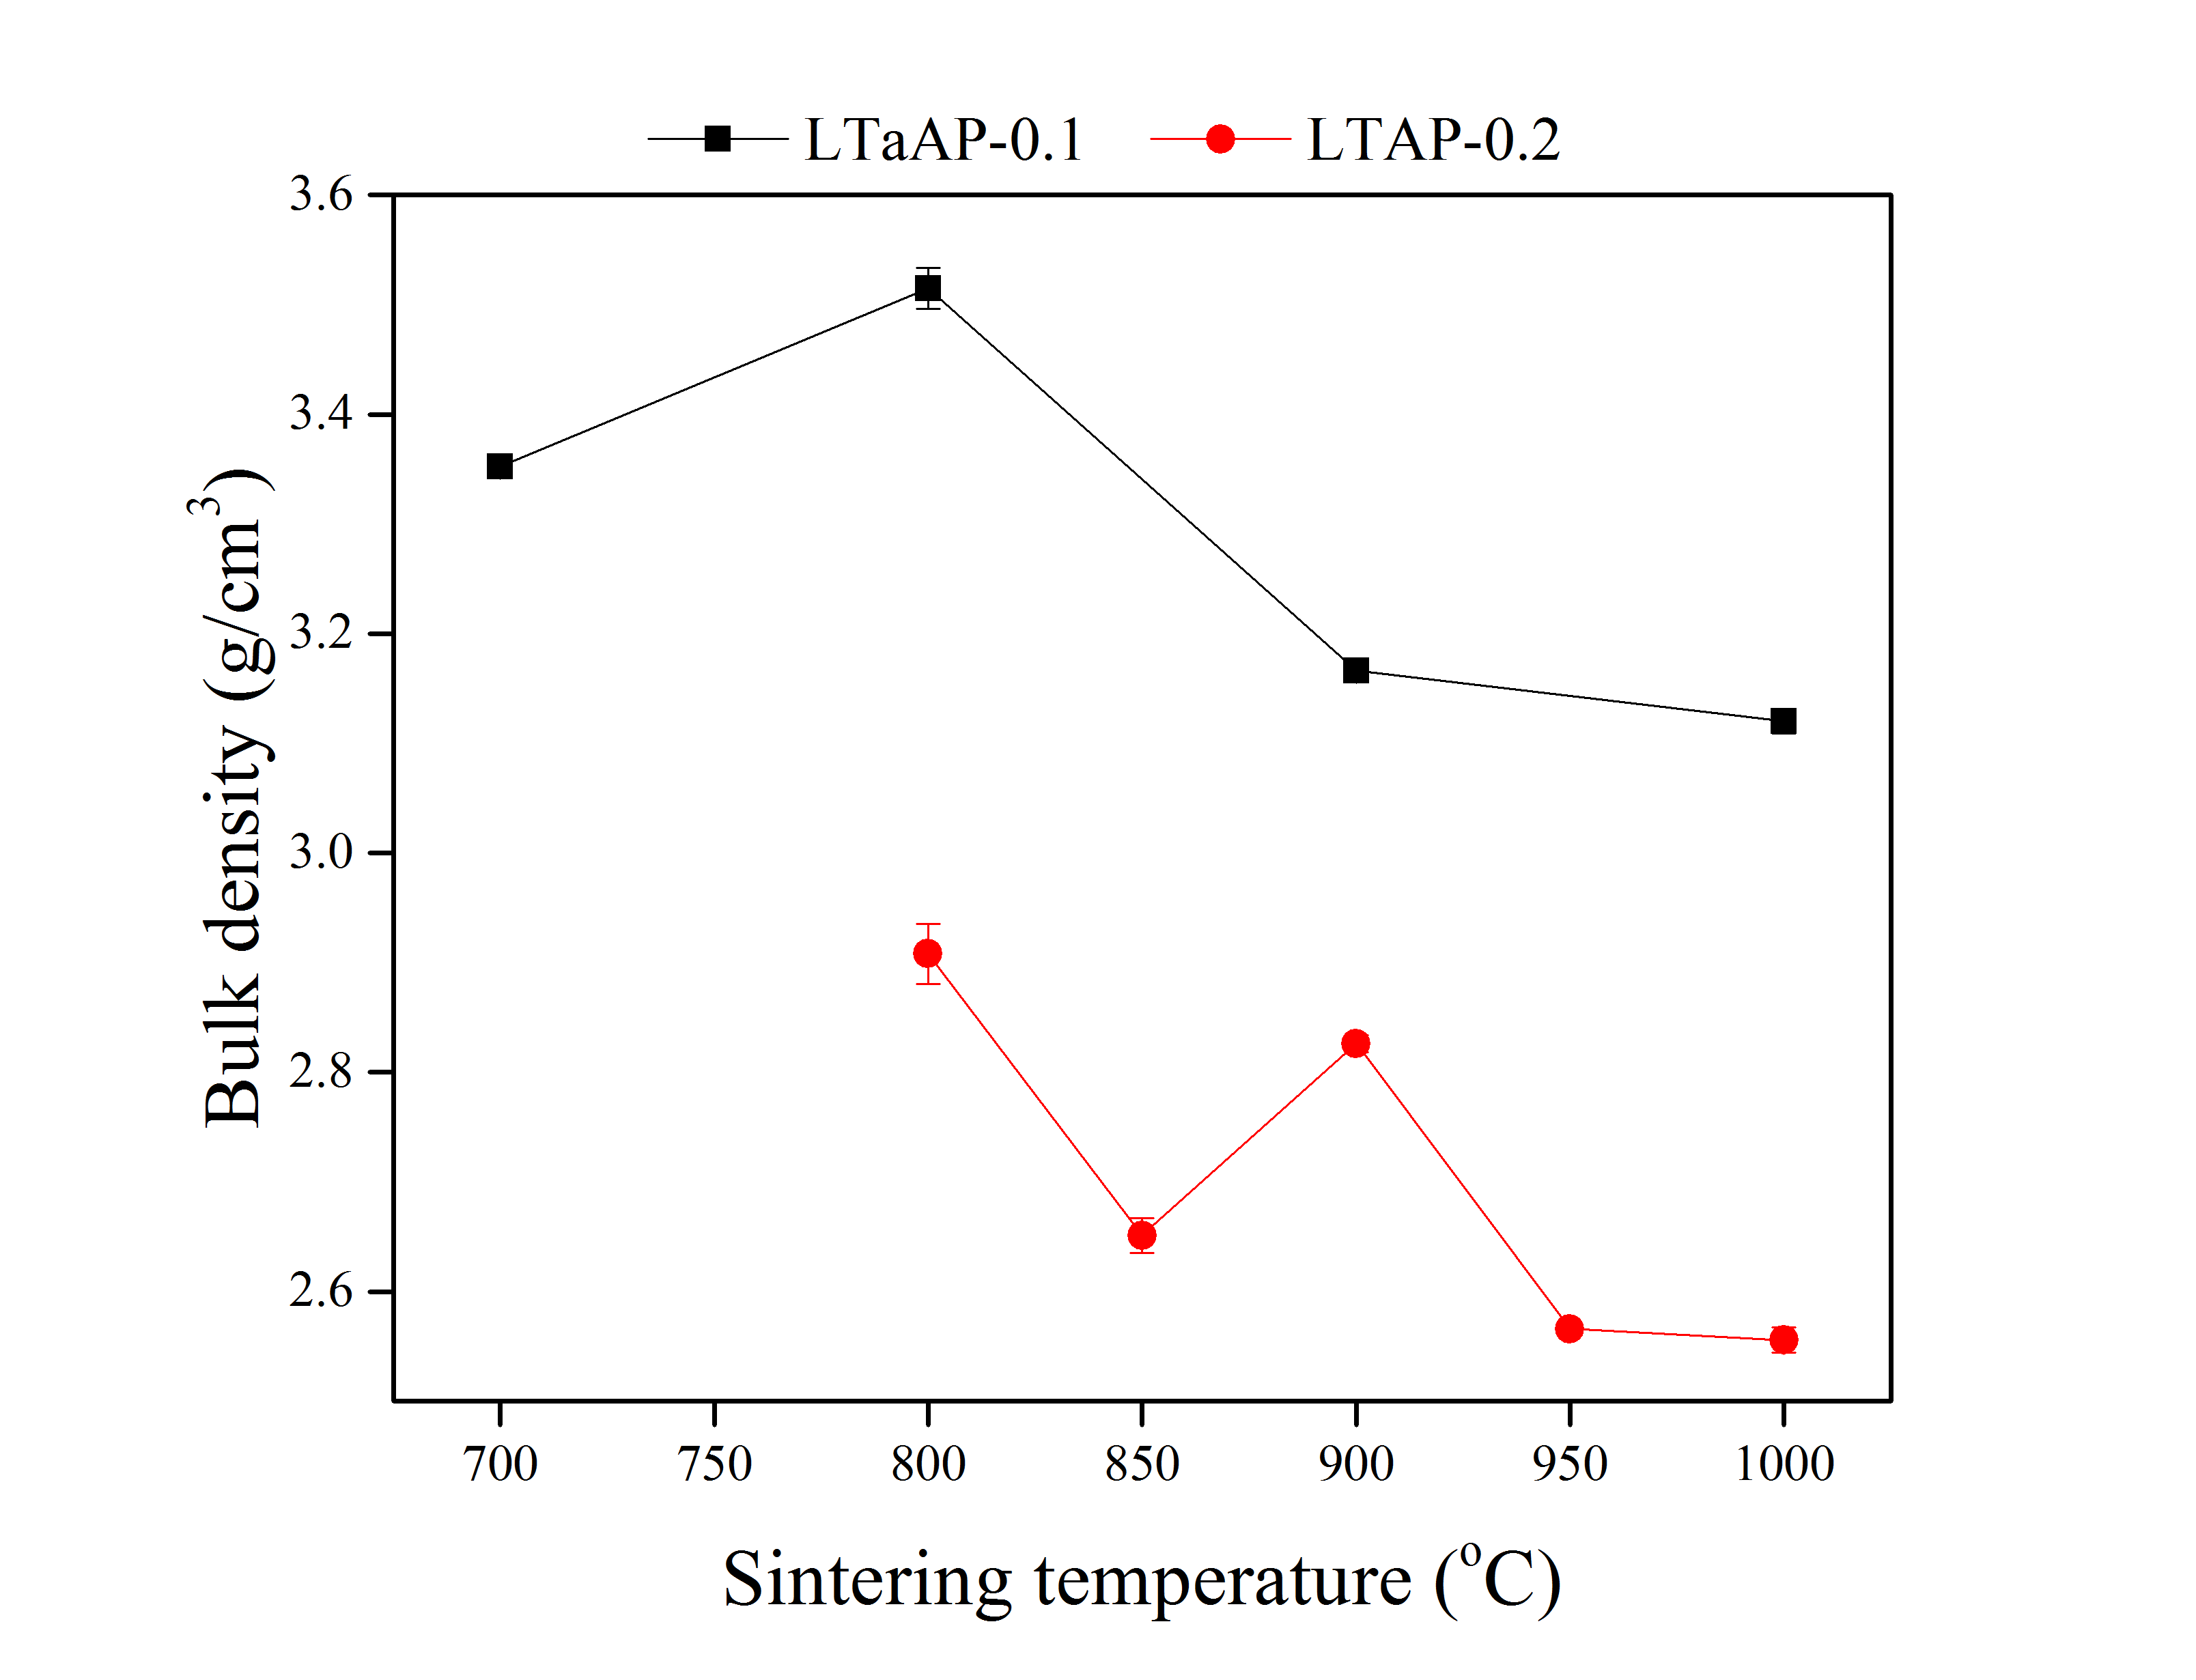 LTaAP-0.1 LTAP-0.2
3.6
3.4
3.2
3.0
2.8
2.6
Bulk density (g/cm³)
700 750 800 850 900 950 1000
Sintering temperature (°C)